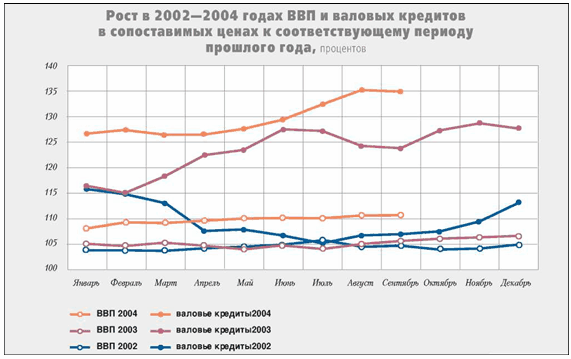 Рост в 2002—2004 годах ВВП и валовых кредитов
в сопоставимых ценах к соответствующему периоду
прошлого года, процентов
140
135
130
125
120
115
110
105
100
Январь Февраль Март Апрель Май Июнь Июль Август Сентябрь Октябрь Ноябрь Декабрь
ВВП 2004 валовые кредиты2004
ВВП 2003 валовые кредиты2003
ВВП 2002 валовые кредиты2002